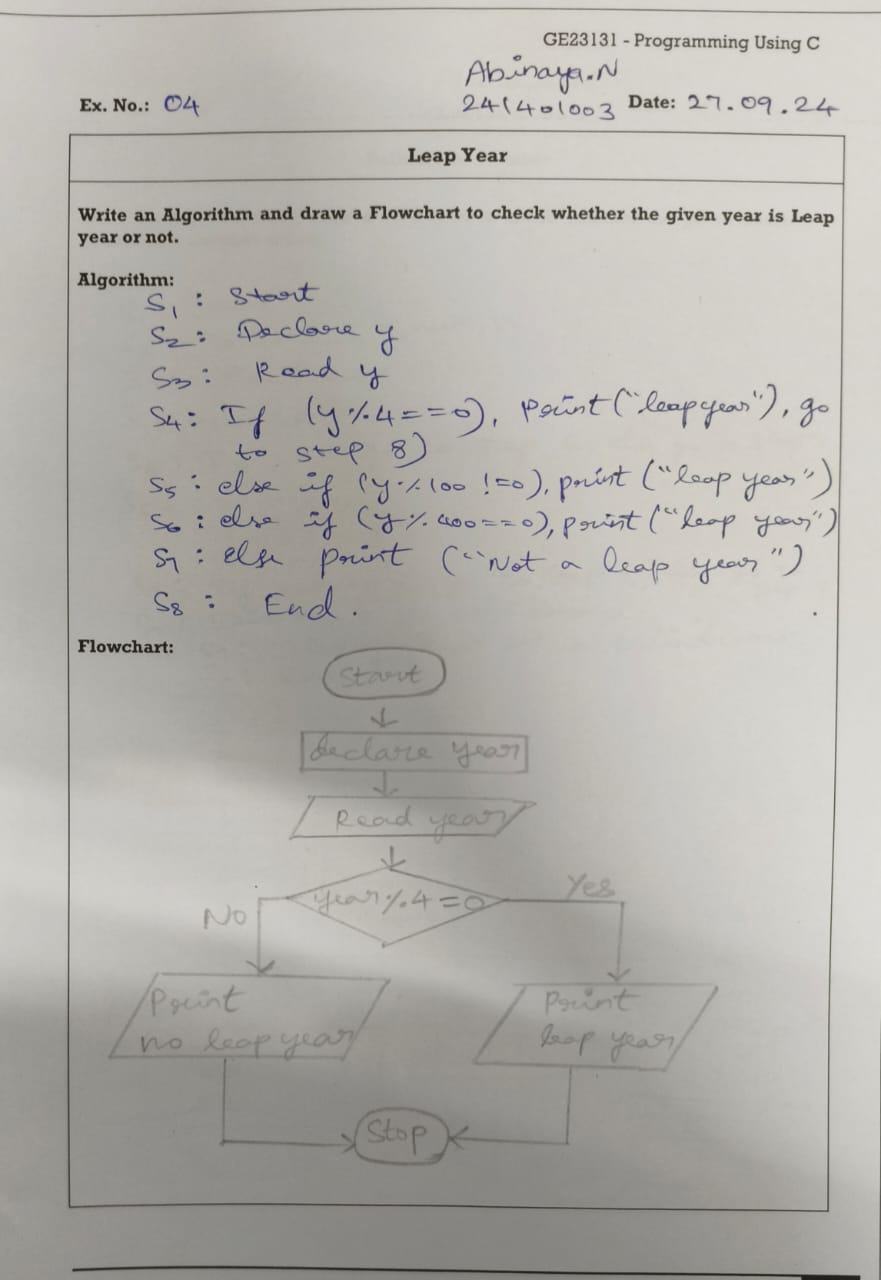 GE23131 - Programming Using C
Abinaya.N
Ex. No.: 04 241401003 Date: 27.09.24
Leap Year
Write an Algorithm and draw a Flowchart to check whether the given year is Leap
year or not.
Algorithm:
S1 : Start
S2 : Declare y
S3 : Read y
S4 : If (y%4==0), print("leap year"), go
to step 8)
S5 : else if (y%100 !=0), print ("leap year")
S6 : else if (y%400==0), print ("leap year")
S7 : else print ("Not a leap year")
S8 : End.
Flowchart:
Start
declare year
Read year
year%4=0
Yes
No
Print
no leap year
Print
leap year
Stop